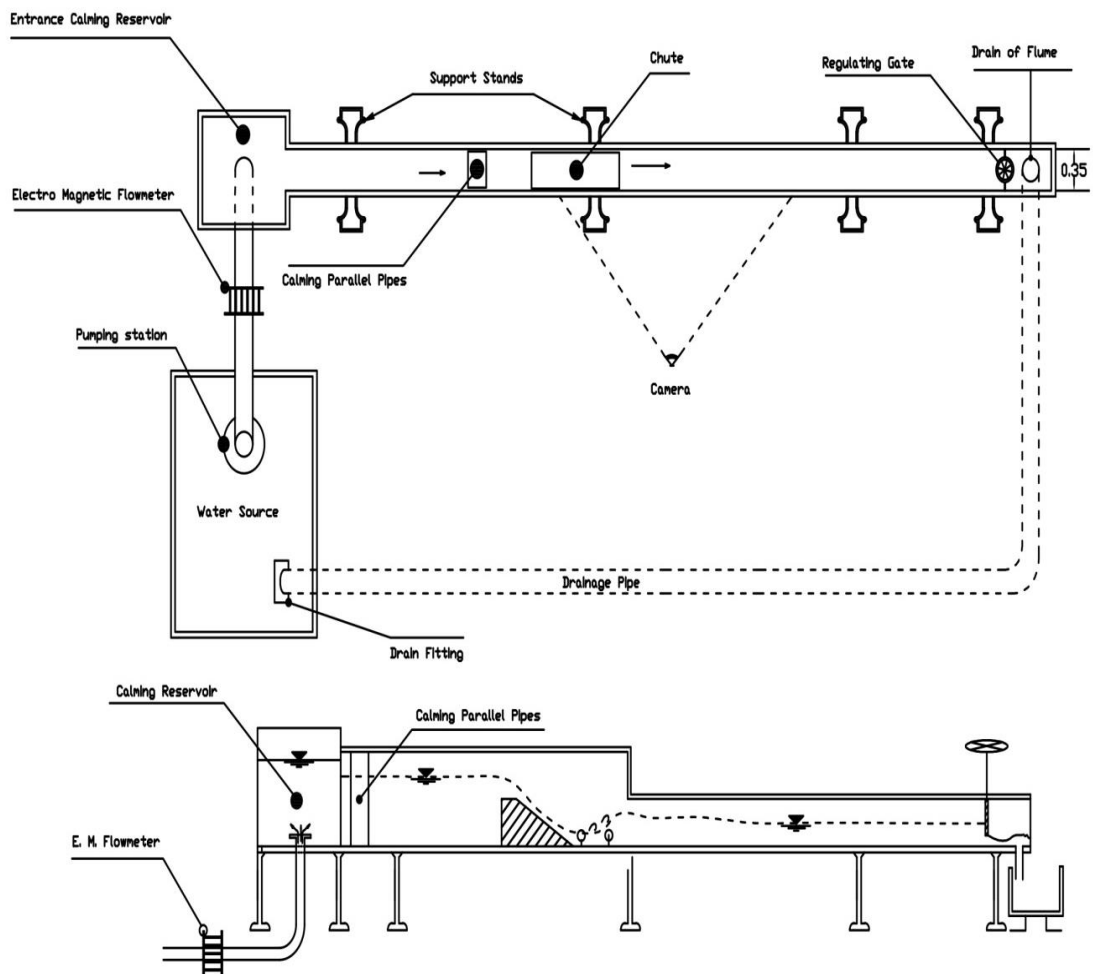 Entrance Calming Reservoir
Support Stands
Chute
Regulating Gate
Drain of Flume
0.35
Electro Magnetic Flowmeter
Calming Parallel Pipes
Pumping station
Camera
Water Source
Drainage Pipe
Drain Fitting
Calming Reservoir
Calming Parallel Pipes
E. M. Flowmeter